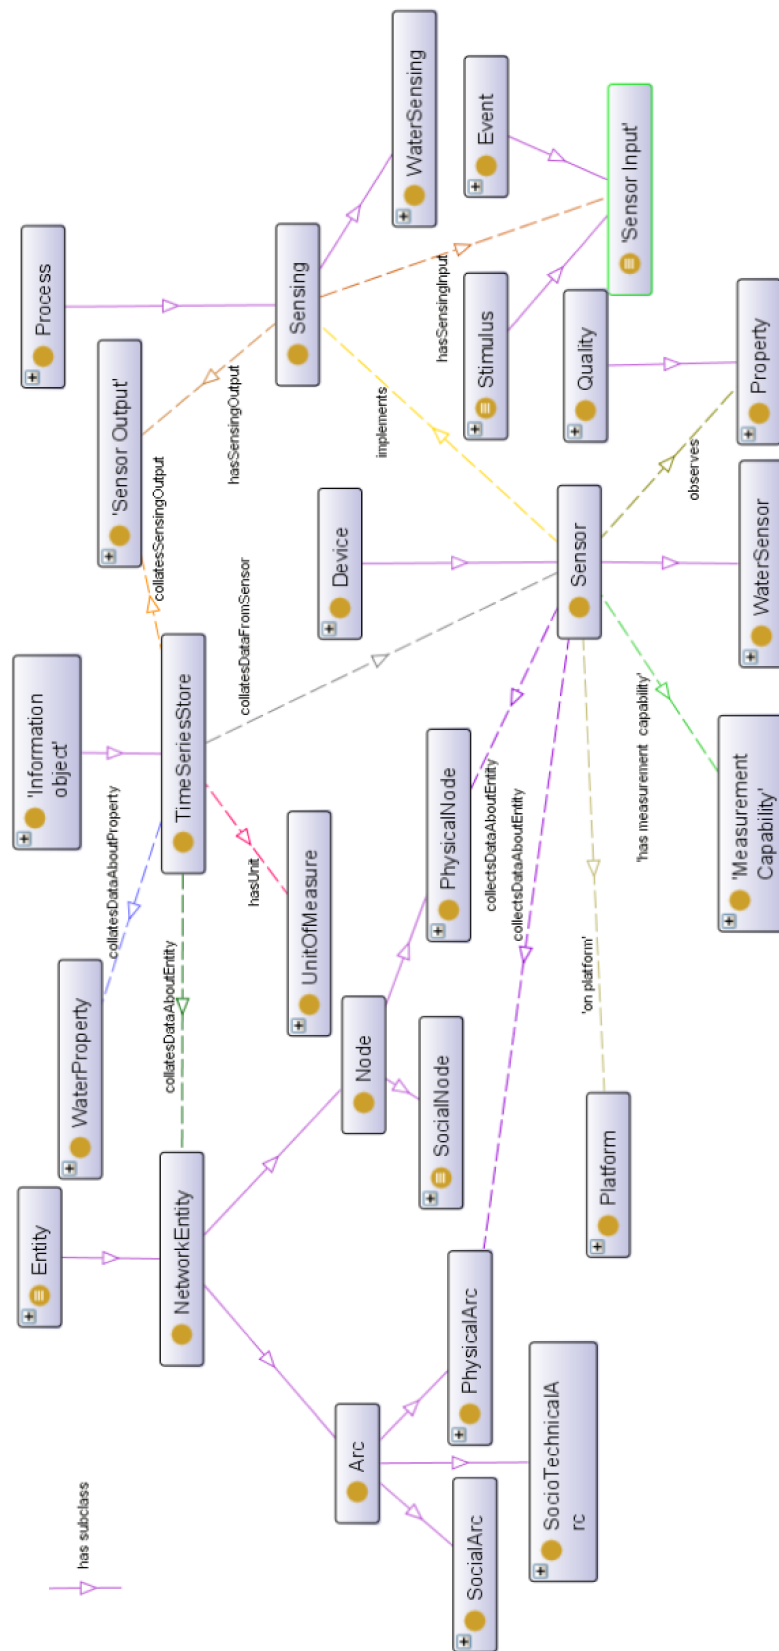 has subclass
Entity
NetworkEntity
Arc
SocialArc
PhysicalArc
SocioTechnicalA
rc
Node
SocialNode
PhysicalNode
Platform
WaterProperty
collatesDataAboutEntity
collatesDataAboutProperty
'Information
object'
TimeSeriesStore
hasUnit
UnitOfMeasure
collatesDataFromSensor
collatesSensingOutput
'Sensor Output'
hasSensingOutput
Process
Sensing
WaterSensing
implements
hasSensingInput
Stimulus
Event
'Sensor Input'
Device
Sensor
collectsDataAboutEntity
collectsDataAboutEntity
'on platform'
'has measurement capability'
'Measurement
Capability'
WaterSensor
observes
Quality
Property